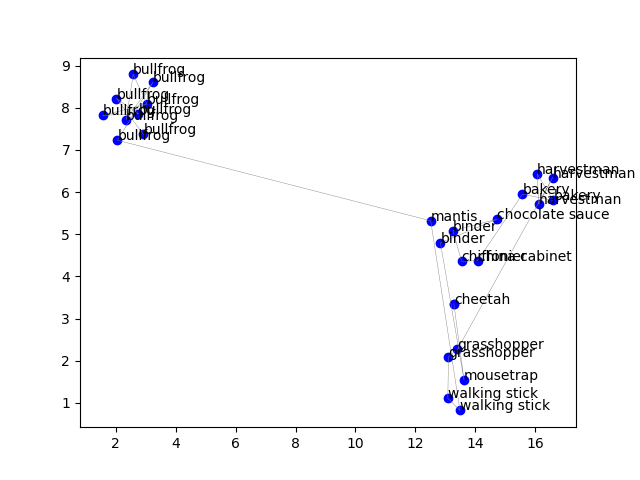 9
bullfrog
bullfrog
bullfrog
bullfrog
8
bullfrog
bullfrog
bullfrog
bullfrog
bullfrog
7
harvestman
harvestman
6
bakery
bakery
harvestman
mantis
chocolate sauce
binder
5
binder
chiffonier
china cabinet
4
cheetah
3
grasshopper
grasshopper
2
mousetrap
walking stick
1
walking stick
2 4 6 8 10 12 14 16